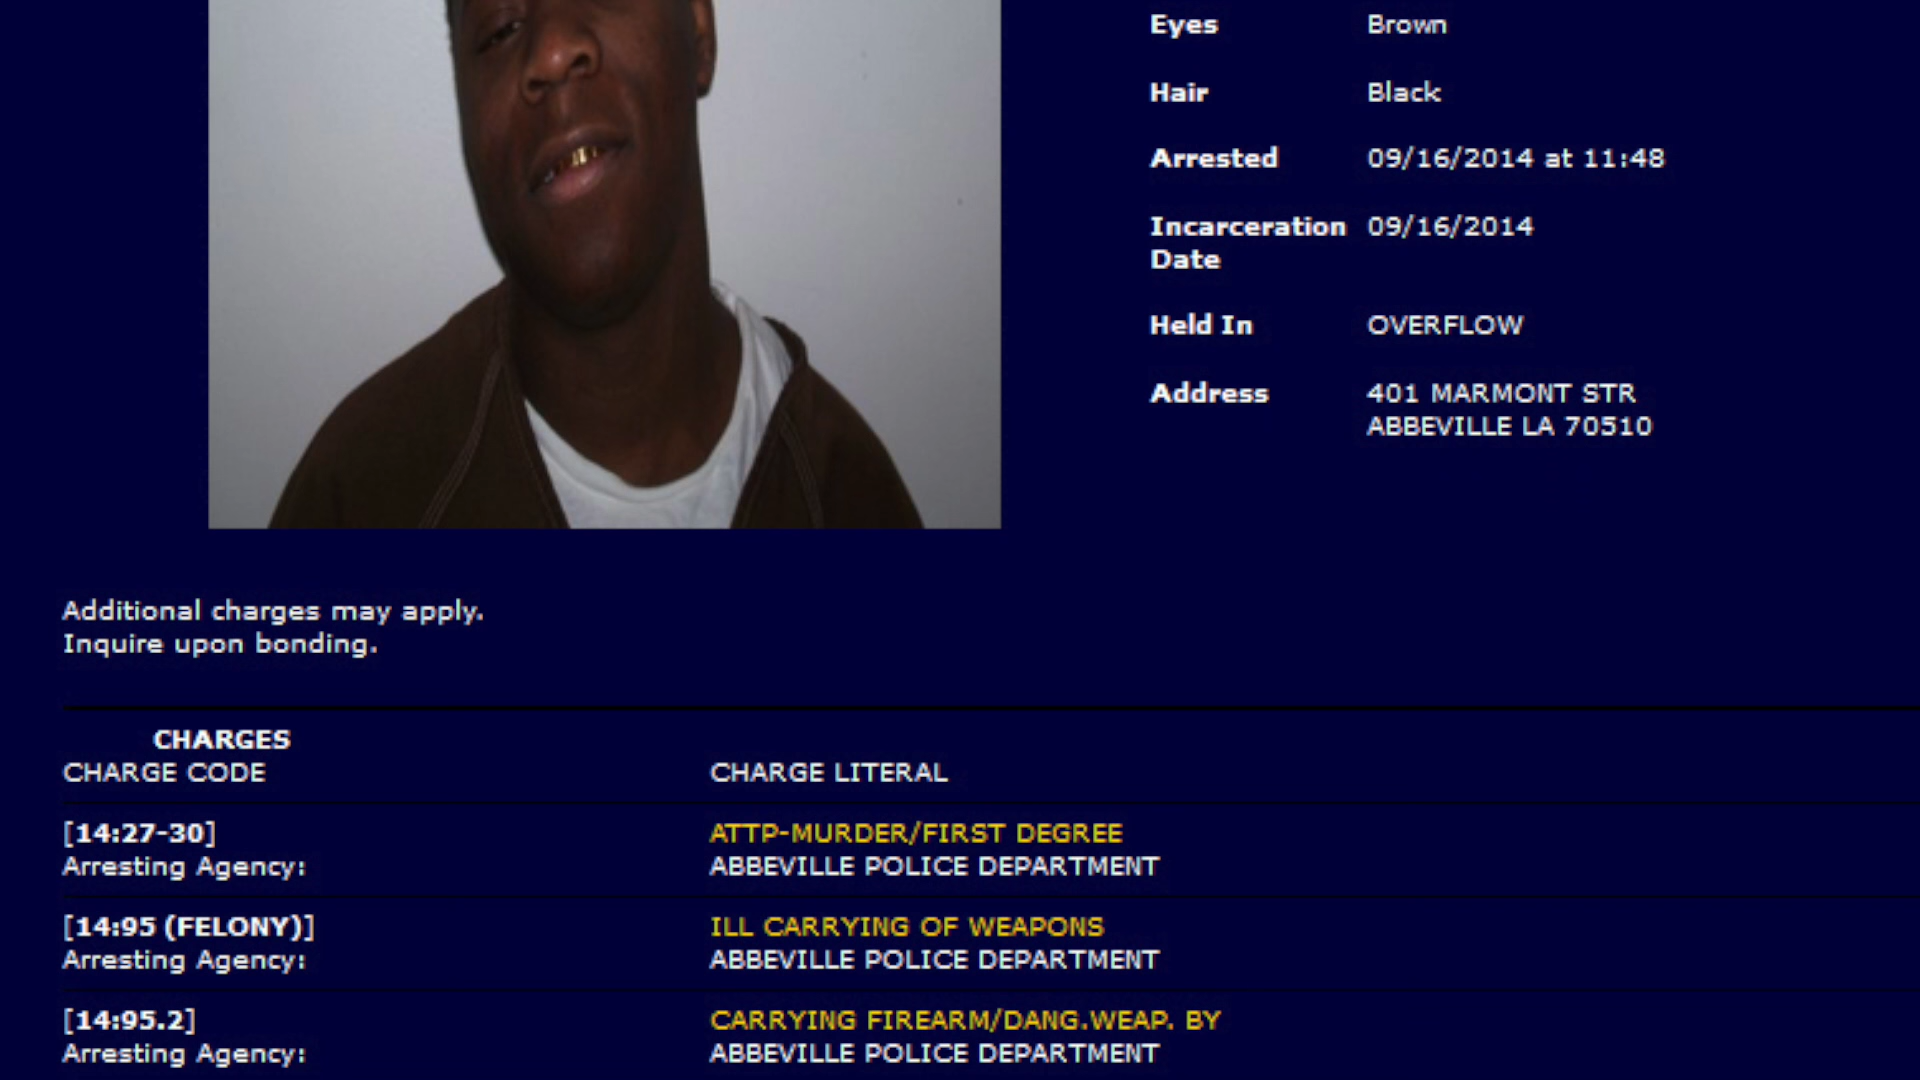 Eyes Brown
Hair Black
Arrested 09/16/2014 at 11:48
Incarceration Date 09/16/2014
Held In OVERFLOW
Address 401 MARMONT STR
ABBEVILLE LA 70510
Additional charges may apply.
Inquire upon bonding.
CHARGES
CHARGE CODE CHARGE LITERAL
[14:27-30] ATTP-MURDER/FIRST DEGREE
Arresting Agency: ABBEVILLE POLICE DEPARTMENT
[14:95 (FELONY)] ILL CARRYING OF WEAPONS
Arresting Agency: ABBEVILLE POLICE DEPARTMENT
[14:95.2] CARRYING FIREARM/DANG.WEAP. BY
Arresting Agency: ABBEVILLE POLICE DEPARTMENT